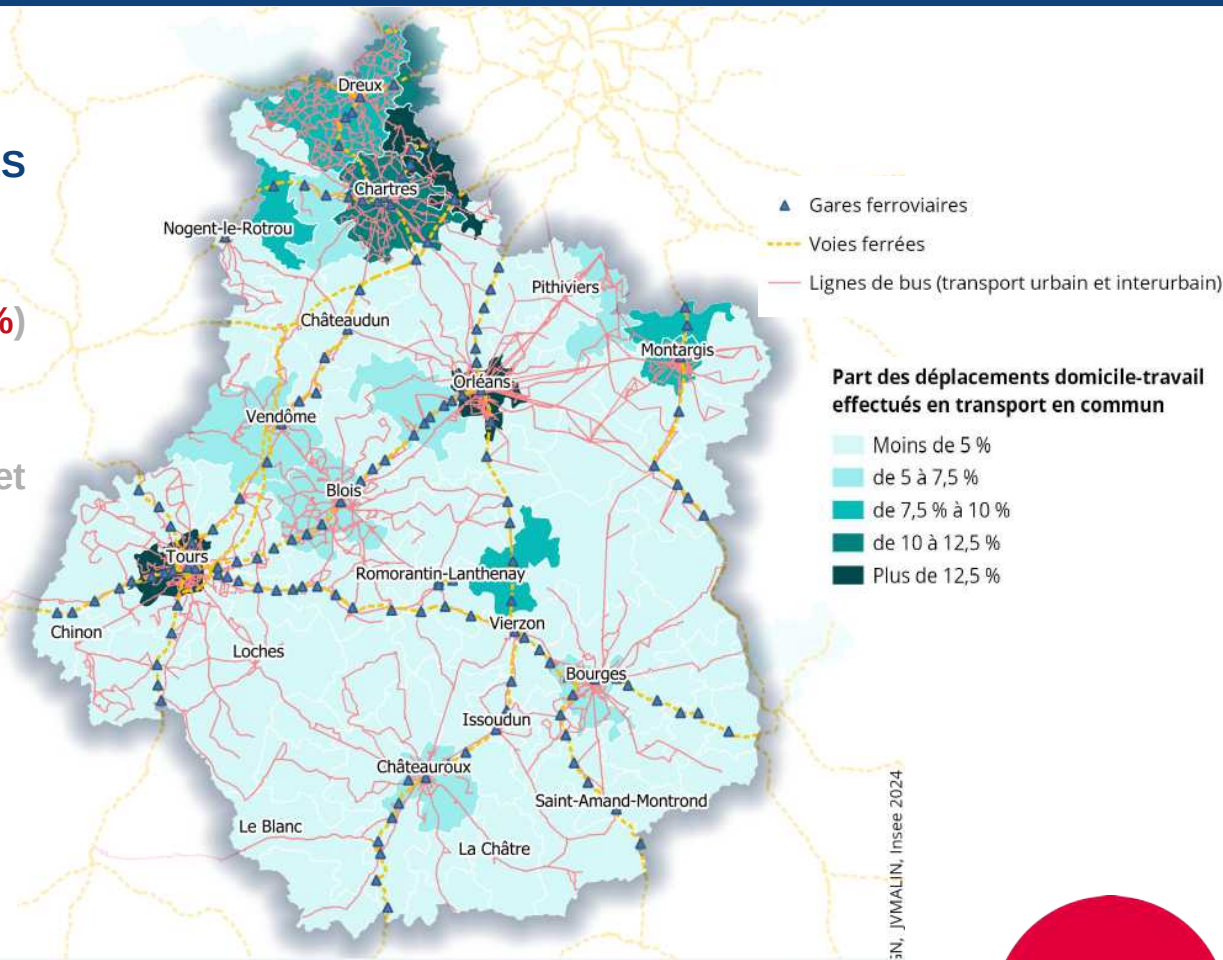 s
%)
et
Dreux
Chartres
Nogent-le-Rotrou
Pithiviers
Châteaudun
Montargis
Orléans
Vendôme
Blois
Tours
Romorantin-Lanthenay
Chinon
Vierzon
Loches
Bourges
Issoudun
Châteauroux
Saint-Amand-Montrond
Le Blanc
La Châtre
Gares ferroviaires
Voies ferrées
Lignes de bus (transport urbain et interurbain)
Part des déplacements domicile-travail
effectués en transport en commun
Moins de 5 %
de 5 à 7,5 %
de 7,5 % à 10 %
de 10 à 12,5 %
Plus de 12,5 %
GN, JVMALIN, Insee 2024